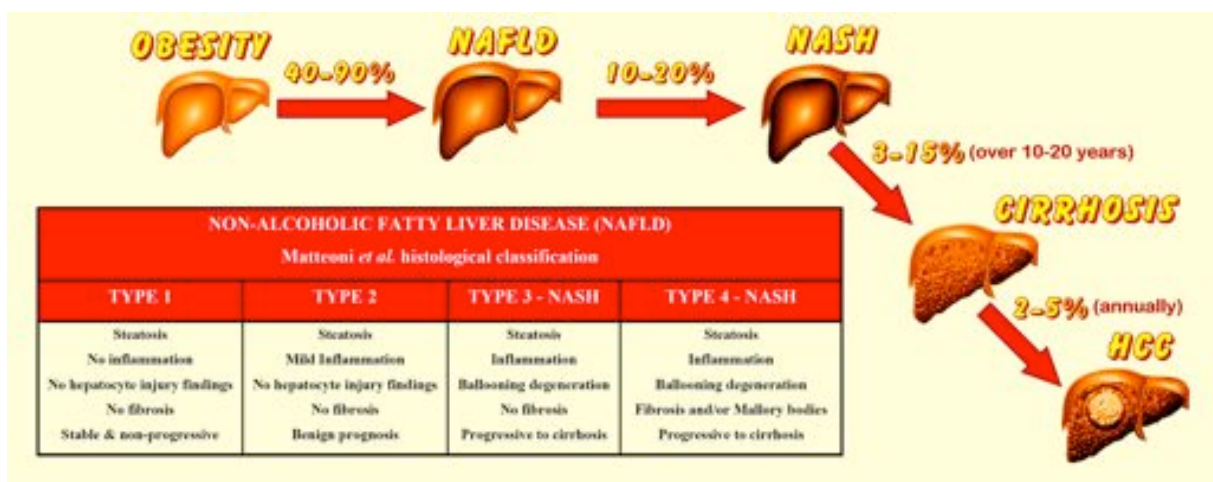 OBESITY
40-90%
NAFLD
10-20%
NASH
3-15% (over 10-20 years)
CIRRHOSIS
2-5% (annually)
HCC
NON-ALCOHOLIC FATTY LIVER DISEASE (NAFLD)
Matteoni et al. histological classification
TYPE 1 TYPE 2 TYPE 3 - NASH TYPE 4 - NASH
Steatosis Steatosis Steatosis Steatosis
No inflammation Mild Inflammation Inflammation Inflammation
No hepatocyte injury findings No hepatocyte injury findings Ballooning degeneration Ballooning degeneration
No fibrosis No fibrosis No fibrosis Fibrosis and/or Mallory bodies
Stable & non-progressive Benign prognosis Progressive to cirrhosis Progressive to cirrhosis